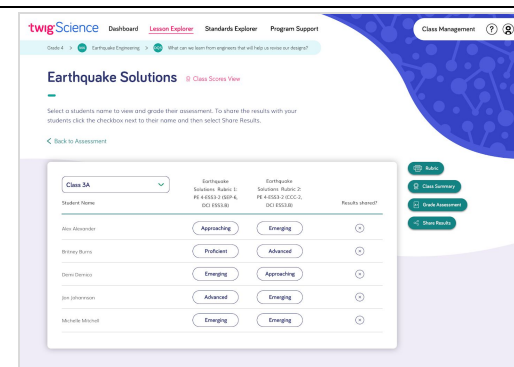 twig Science Dashboard Lesson Explorer Standards Explorer Program Support Class Management ?
Grade 4 > Earthquake Engineering > What can we learn from engineers that will help us revise our designs?
Earthquake Solutions Class Scores View
Select a students name to view and grade their assessment. To share the results with your
students click the checkbox next to their name and then select Share Results.
< Back to Assessment
Rubric
Class Summary
Grade Assessment
Share Results
Class 3A
Earthquake Solutions Rubric 1: PE 4-ESS3-2 (SEP-6, DCI ESS3.B)
Earthquake Solutions Rubric 2: PE 4-ESS3-2 (CCC-2, DCI ESS3.B)
Student Name Results shared?
Alex Alexander Approaching Emerging
Britney Burns Proficient Advanced
Demi Demico Emerging Approaching
Jon Johannson Advanced Emerging
Michelle Mitchell Emerging Emerging